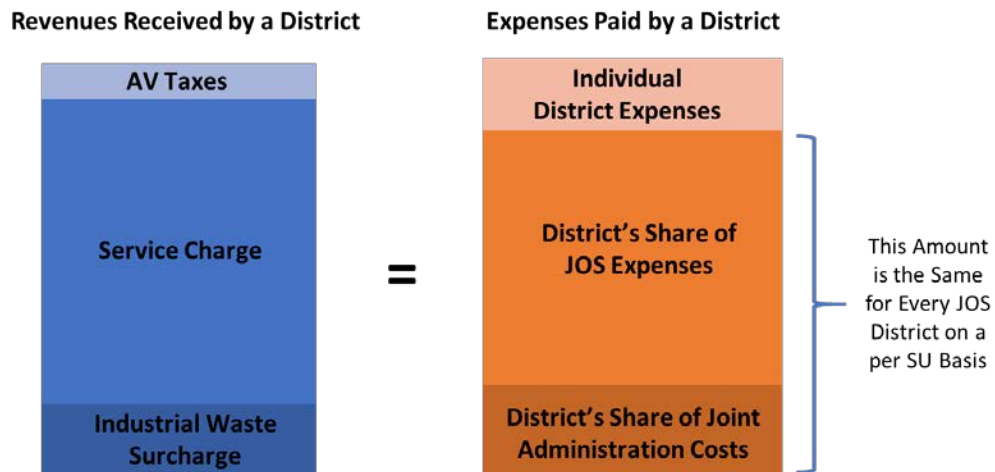 Revenues Received by a District
Expenses Paid by a District
AV Taxes
Service Charge
Industrial Waste
Surcharge
=
Individual
District Expenses
District's Share of
JOS Expenses
District's Share of Joint
Administration Costs
This Amount
is the Same
for Every JOS
District on a
per SU Basis